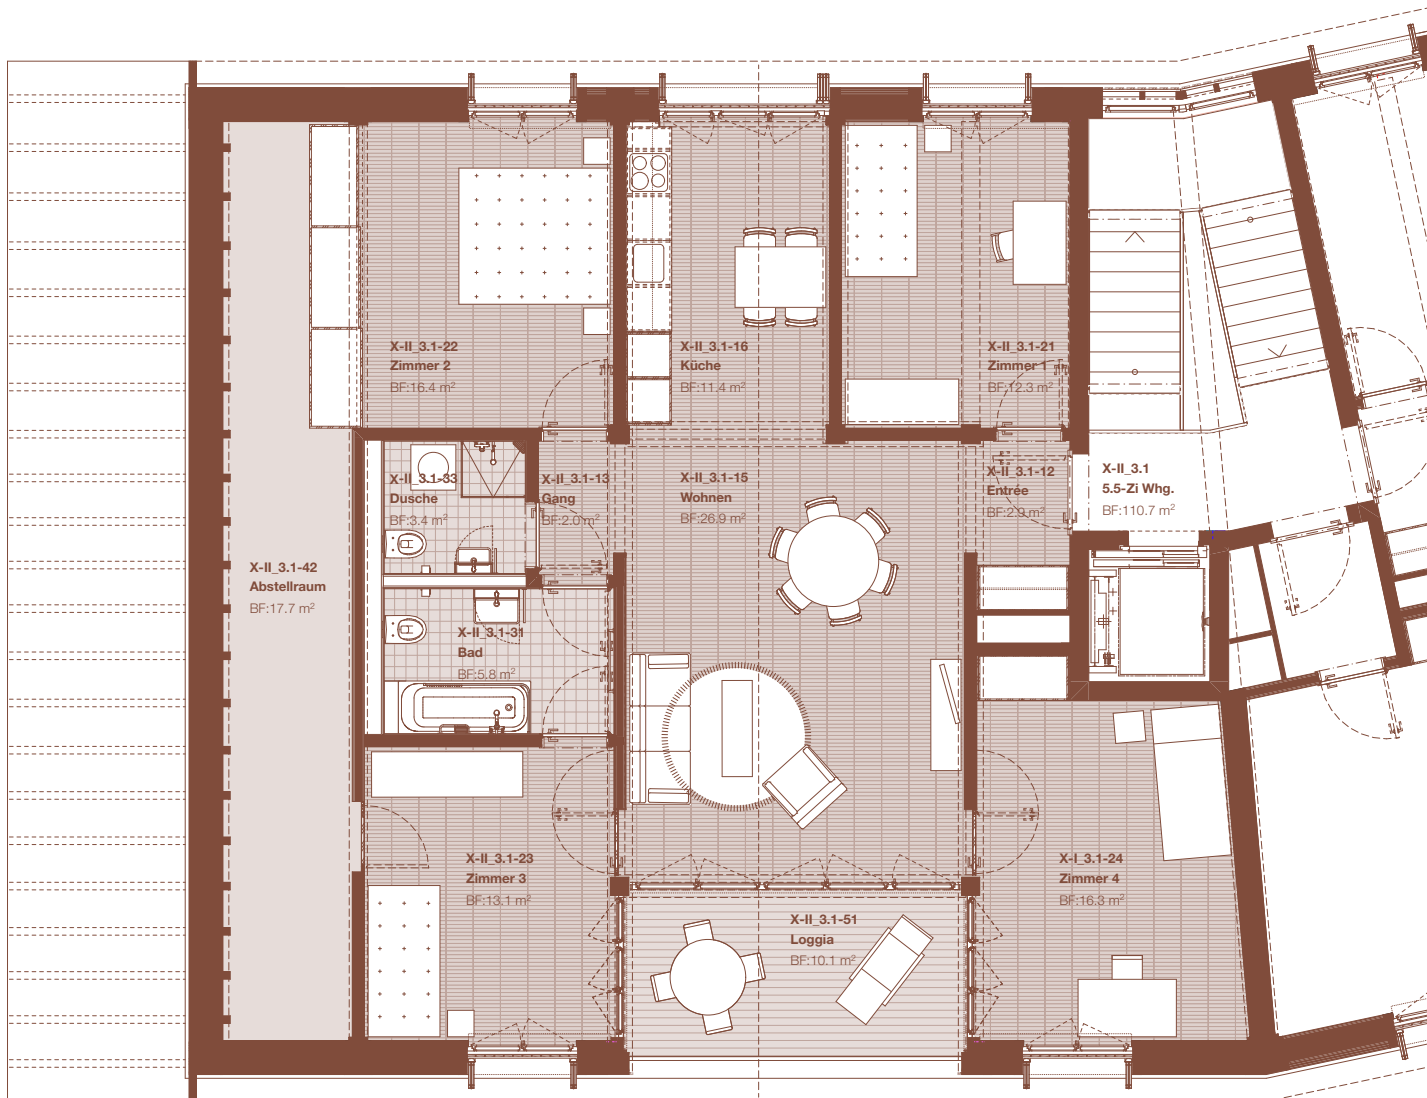 X-II_3.1-22
Zimmer 2
BF:16.4 m²
X-II_3.1-16
Küche
BF:11.4 m²
X-II_3.1-21
Zimmer 1
BF:12.3 m²
X-II_3.1-33
Dusche
BF:3.4 m²
X-II_3.1-13
Gang
BF:2.0 m²
X-II_3.1-15
Wohnen
BF:26.9 m²
X-II_3.1-12
Entrée
BF:2.9 m²
X-II_3.1
5.5-Zi Whg.
BF:110.7 m²
X-II_3.1-42
Abstellraum
BF:17.7 m²
X-II_3.1-31
Bad
BF:5.8 m²
X-II_3.1-23
Zimmer 3
BF:13.1 m²
X-I_3.1-24
Zimmer 4
BF:16.3 m²
X-II_3.1-51
Loggia
BF:10.1 m²